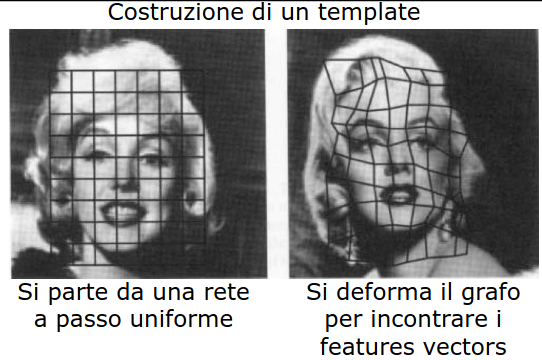 Costruzione di un template
Si parte da una rete
a passo uniforme
Si deforma il grafo
per incontrare i
features vectors